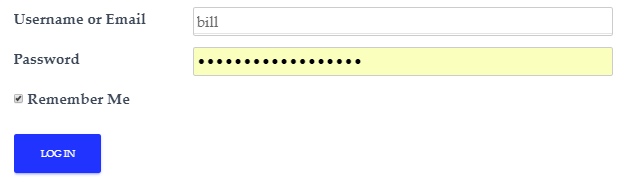 Username or Email bill
Password ••••••••••••••••••
Remember Me
LOG IN